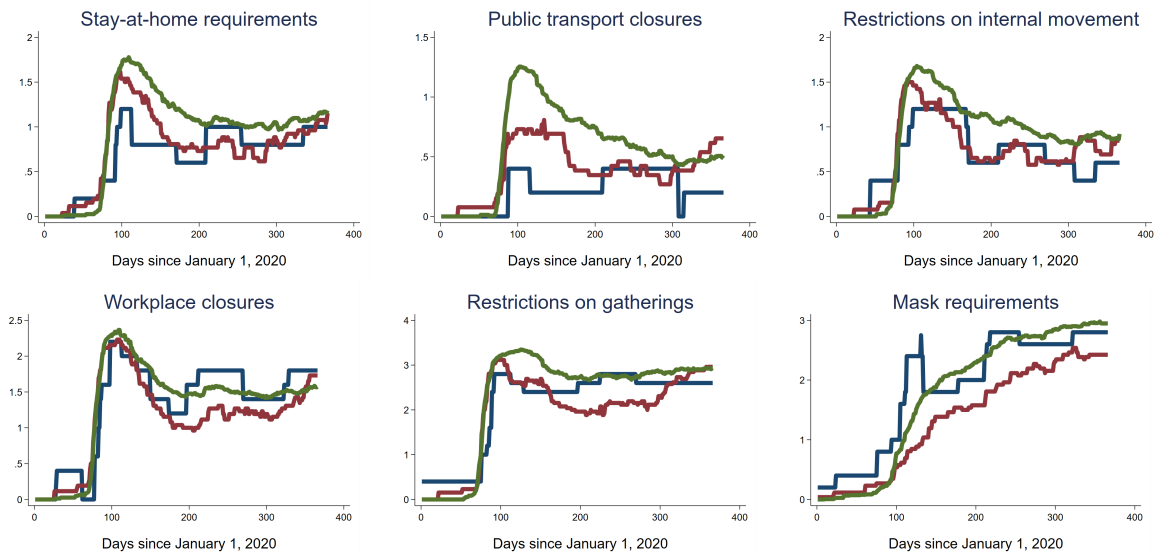 Stay-at-home requirements
2
1.5
1
.5
0
0 100 200 300 400
Days since January 1, 2020
Public transport closures
1.5
1
.5
0
0 100 200 300 400
Days since January 1, 2020
Restrictions on internal movement
2
1.5
1
.5
0
0 100 200 300 400
Days since January 1, 2020
Workplace closures
2.5
2
1.5
1
.5
0
0 100 200 300 400
Days since January 1, 2020
Restrictions on gatherings
4
3
2
1
0
0 100 200 300 400
Days since January 1, 2020
Mask requirements
3
2
1
0
0 100 200 300 400
Days since January 1, 2020